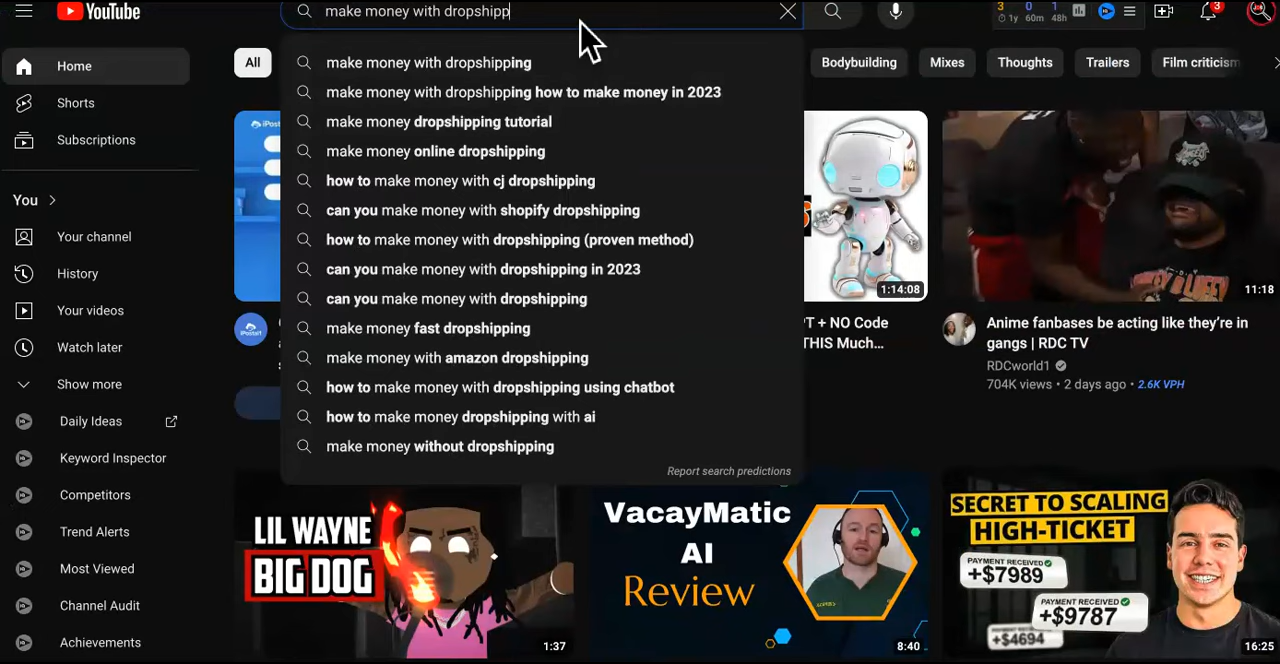 YouTube
make money with dropshipp
3 0 1
1y 60m 48h
3
Home
Shorts
Subscriptions
You
Your channel
History
Your videos
Watch later
Show more
Daily Ideas
Keyword Inspector
Competitors
Trend Alerts
Most Viewed
Channel Audit
Achievements
All
Bodybuilding
Mixes
Thoughts
Trailers
Film criticism
make money with dropshipping
make money with dropshipping how to make money in 2023
make money dropshipping tutorial
make money online dropshipping
how to make money with cj dropshipping
can you make money with shopify dropshipping
how to make money with dropshipping (proven method)
can you make money with dropshipping in 2023
can you make money with dropshipping
make money fast dropshipping
make money with amazon dropshipping
how to make money with dropshipping using chatbot
how to make money dropshipping with ai
make money without dropshipping
Report search predictions
1:14:08
PT + NO Code
THIS Much...
11:18
Anime fanbases be acting like they're in
gangs | RDC TV
RDCworld1
704K views • 2 days ago • 2.6K VPH
LIL WAYNE
BIG DOG
1:37
VacayMatic
AI
Review
8:40
SECRET TO SCALING
HIGH-TICKET
PAYMENT RECEIVED
+$7989
PAYMENT RECEIVED
+$9787
+$4694
16:25